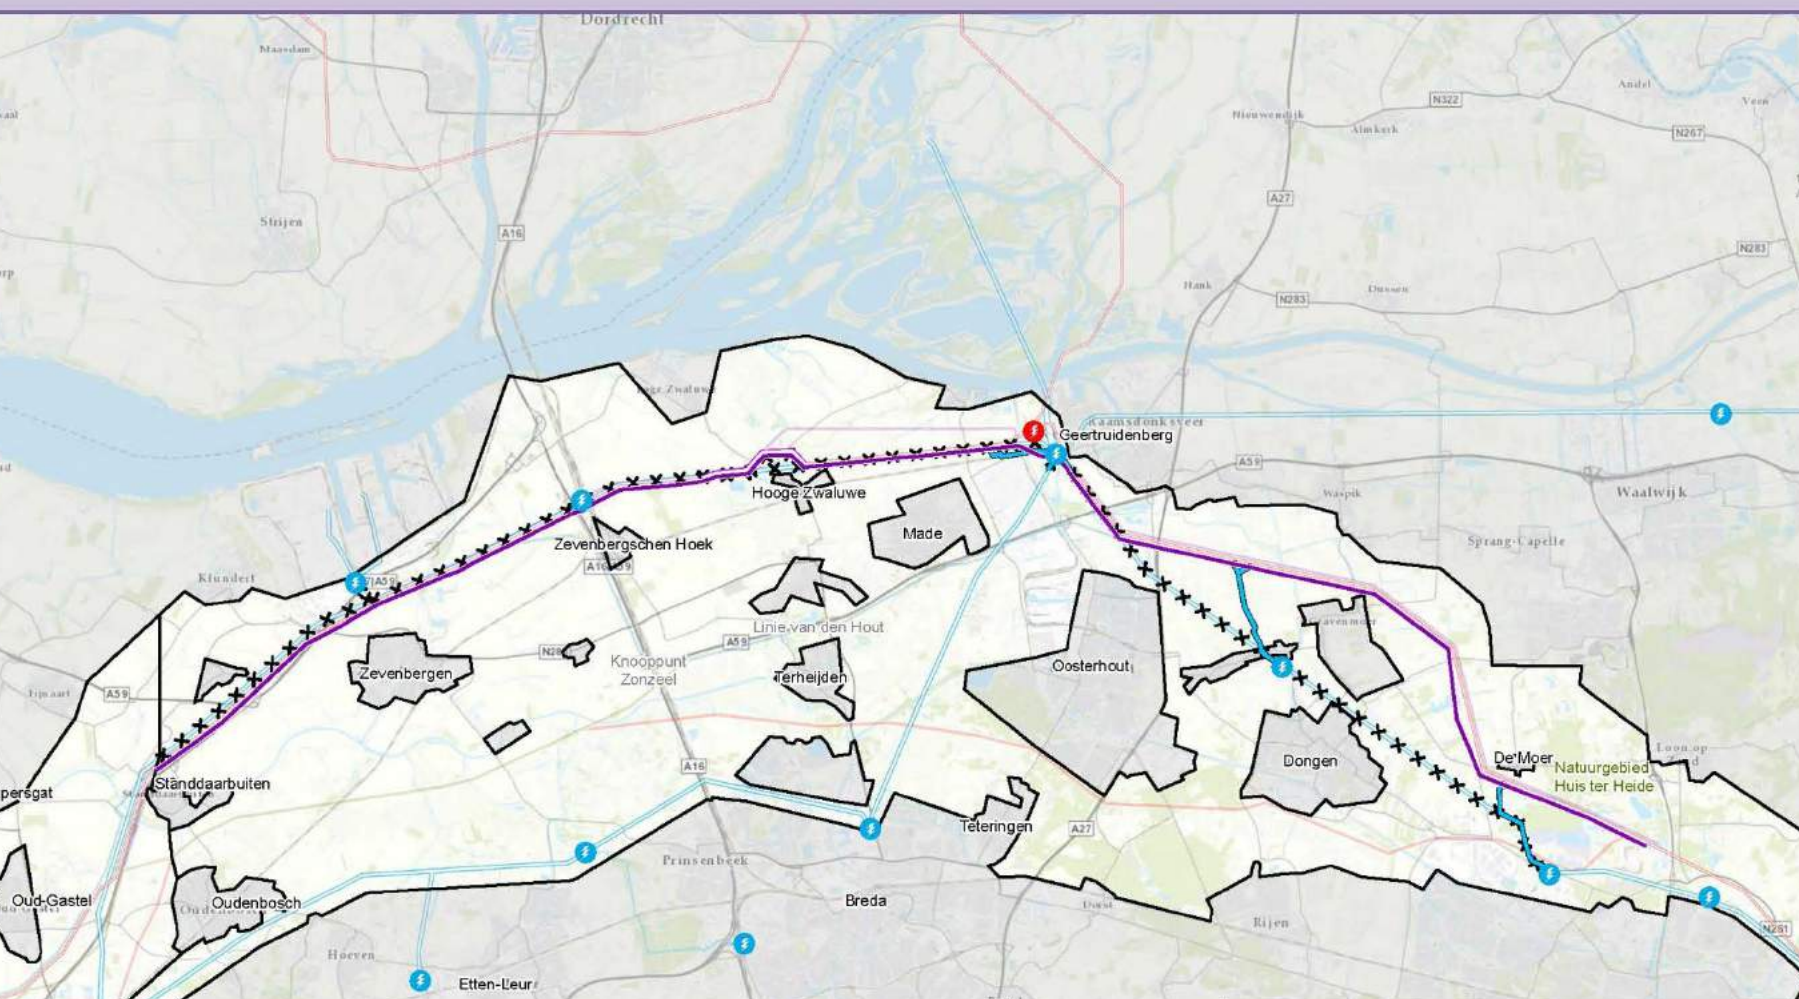 Dordrecht
Maasdam
Andel
Veen
N322
Nieuwendijk
Almkerk
N267
A27
Strijen
A16
N283
Hank
Dussen
N283
Geertruidenberg
Raamsdonksveer
A59
Waspik
Waalwijk
Hooge Zwaluwe
Made
Zevenbergschen Hoek
Sprang-Capelle
Klundert
A59
Linie van den Hout
A59
Knooppunt
Zonzeel
Zevenbergen
Terheijden
Oosterhout
A59
A16
Dongen
De Moer
Natuurgebied
Huis ter Heide
Loon op
Zand
Standdaarbuiten
persgat
Teteringen
A27
Prinsenbeek
Oud-Gastel
Oudenbosch
Breda
Rijen
N261
Hoeven
Etten-Leur